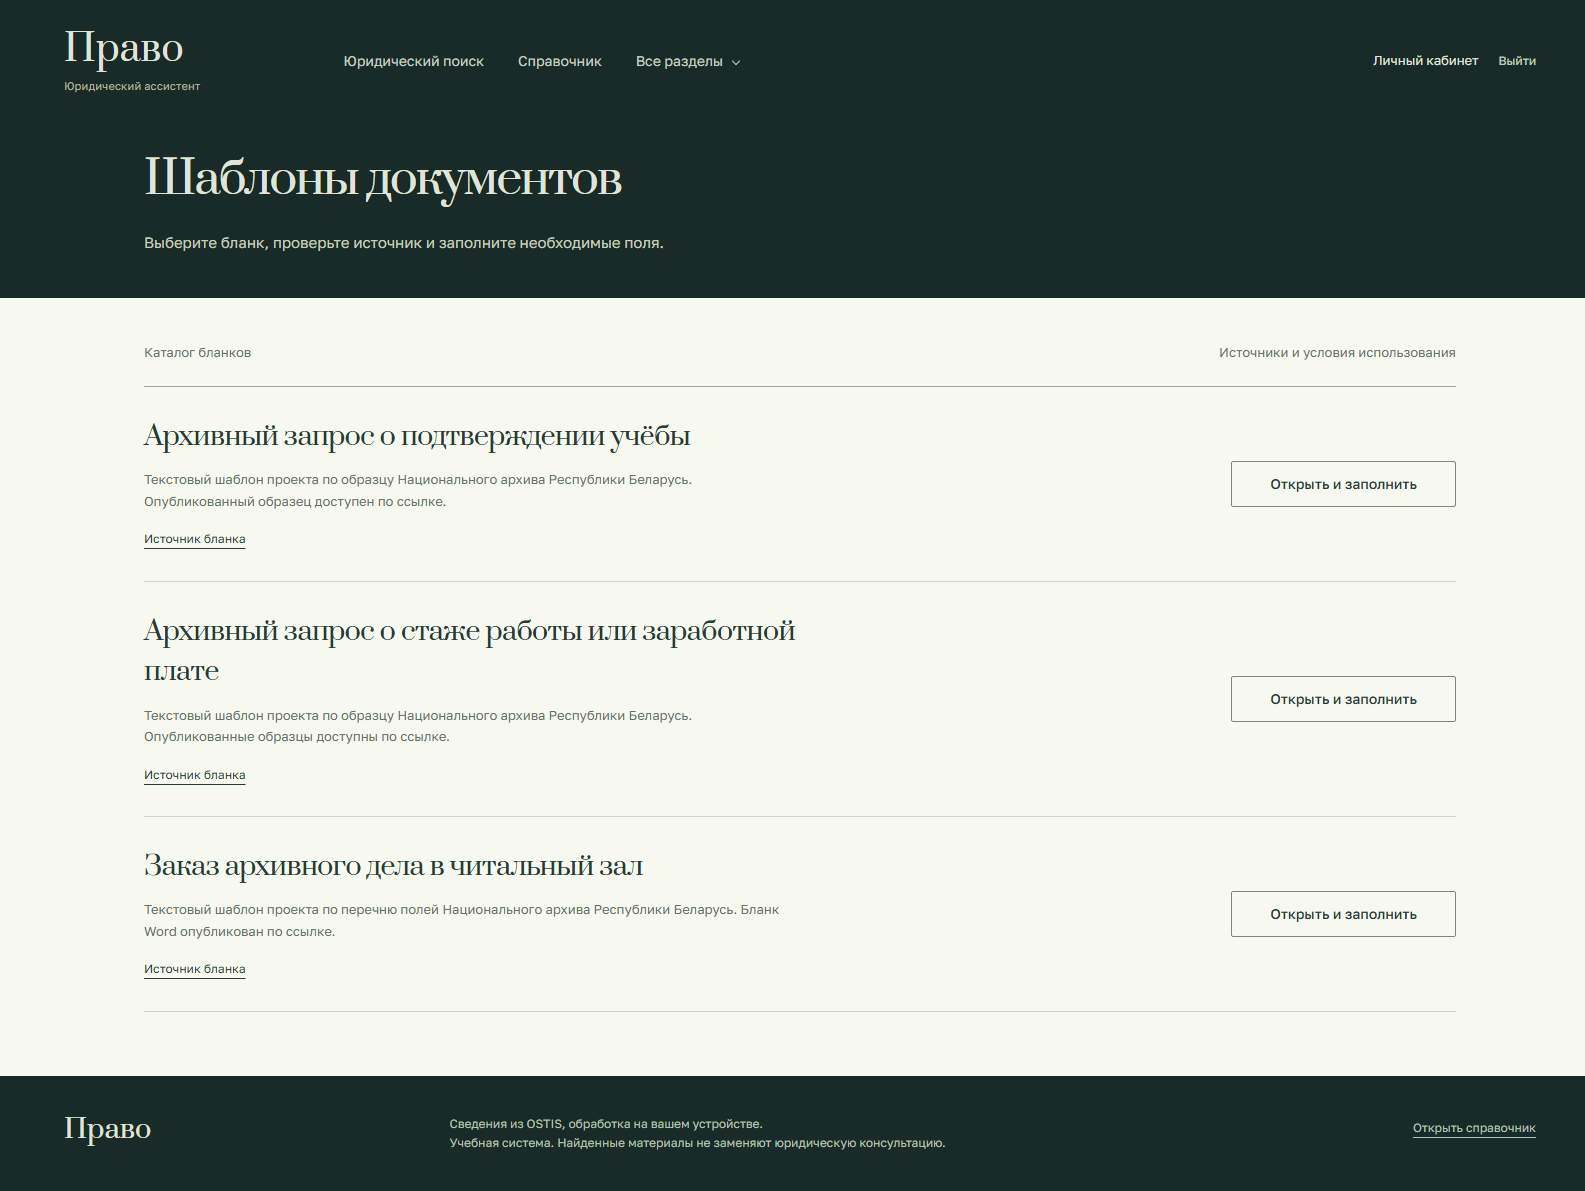 Право
Юридический ассистент
Юридический поиск
Справочник
Все разделы
Личный кабинет
Выйти
Шаблоны документов
Выберите бланк, проверьте источник и заполните необходимые поля.
Каталог бланков
Источники и условия использования
Архивный запрос о подтверждении учёбы
Текстовый шаблон проекта по образцу Национального архива Республики Беларусь.
Опубликованный образец доступен по ссылке.
Источник бланка
Открыть и заполнить
Архивный запрос о стаже работы или заработной
плате
Текстовый шаблон проекта по образцу Национального архива Республики Беларусь.
Опубликованные образцы доступны по ссылке.
Источник бланка
Открыть и заполнить
Заказ архивного дела в читальный зал
Текстовый шаблон проекта по перечню полей Национального архива Республики Беларусь. Бланк
Word опубликован по ссылке.
Источник бланка
Открыть и заполнить
Право
Сведения из OSTIS, обработка на вашем устройстве.
Учебная система. Найденные материалы не заменяют юридическую консультацию.
Открыть справочник